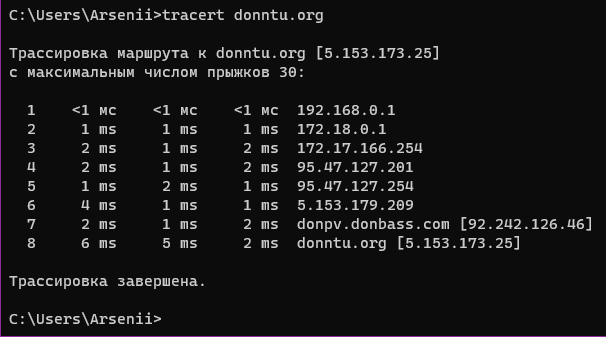 C:\Users\Arsenii>tracert donntu.org
Трассировка маршрута к donntu.org [5.153.173.25]
с максимальным числом прыжков 30:
1 <1 мс <1 мс <1 мс 192.168.0.1
2 1 ms 1 ms 1 ms 172.18.0.1
3 2 ms 1 ms 2 ms 172.17.166.254
4 2 ms 1 ms 2 ms 95.47.127.201
5 1 ms 2 ms 1 ms 95.47.127.254
6 4 ms 1 ms 1 ms 5.153.179.209
7 2 ms 1 ms 2 ms donpv.donbass.com [92.242.126.46]
8 6 ms 5 ms 2 ms donntu.org [5.153.173.25]
Трассировка завершена.
C:\Users\Arsenii>